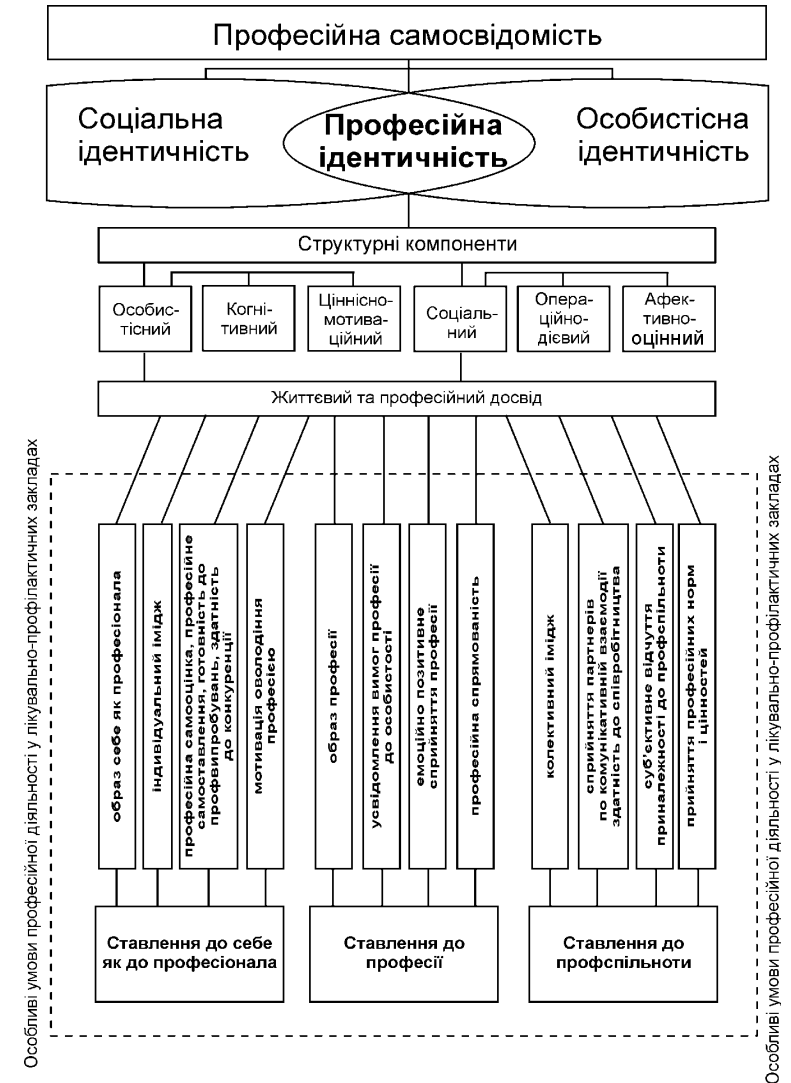 Професійна самосвідомість
Соціальна
ідентичність
Професійна
ідентичність
Особистісна
ідентичність
Структурні компоненти
Особис-
тісний
Когні-
тивний
Ціннісно-
мотива-
ційний
Соціаль-
ний
Опера-
ційно-
дієвий
Афек-
тивно-
оцінний
Життєвий та професійний досвід
Особливі умови професійної діяльності у лікувально-профілактичних закладах
образ себе як професіонала
індивідуальний імідж
професійна самооцінка, професійне
самоставлення, готовність до
профвипробувань, здатність
до конкуренції
мотивація оволодіння
професією
образ професії
усвідомлення вимог професії
до особистості
емоційно позитивне
сприйняття професії
професійна спрямованість
колективний імідж
сприйняття партнерів
по комунікативній взаємодії
здатність до співробітництва
суб'єктивне відчуття
приналежності до профспільноти
прийняття професійних норм
і цінностей
Ставлення до себе
як до професіонала
Ставлення до
професії
Ставлення до
профспільноти
Особливі умови професійної діяльності у лікувально-профілактичних закладах